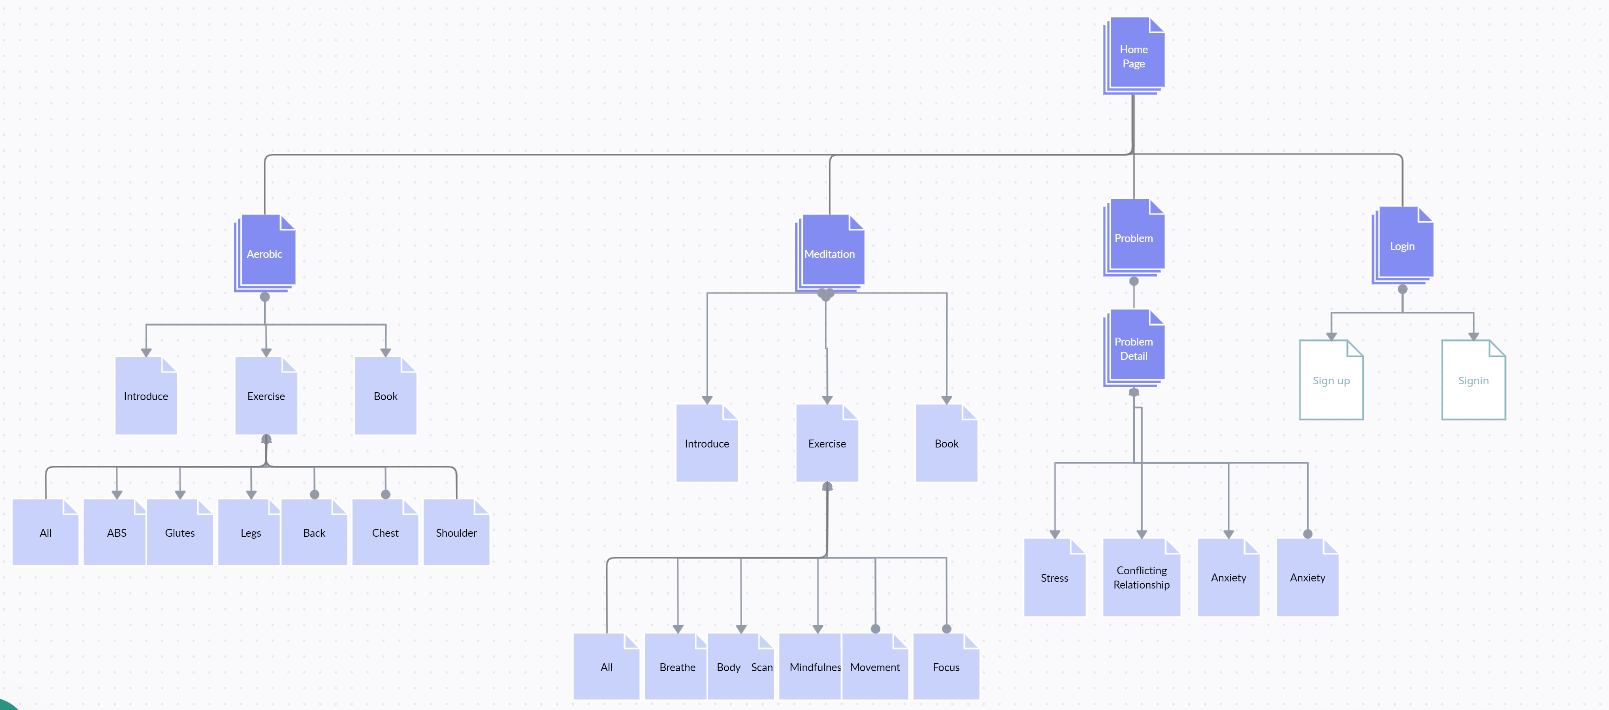 Home
Page
Aerobic
Meditation
Problem
Login
Problem
Detail
Introduce
Exercise
Book
Introduce
Exercise
Book
Sign up
Signin
All
ABS
Glutes
Legs
Back
Chest
Shoulder
Stress
Conflicting
Relationship
Anxiety
Anxiety
All
Breathe
Body Scan
Mindfulnes
Movement
Focus